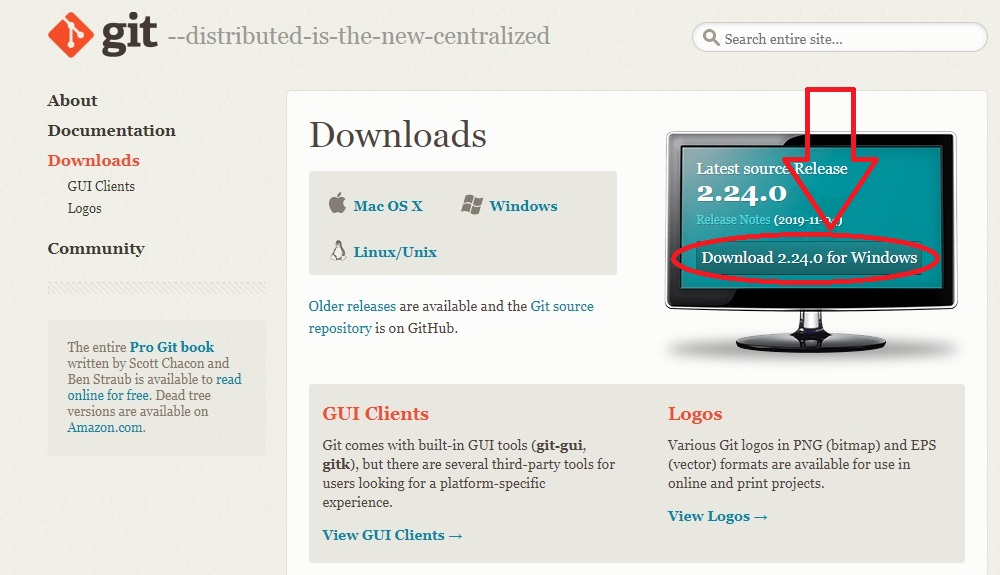 git --distributed-is-the-new-centralized
Search entire site...
About
Documentation
Downloads
GUI Clients
Logos
Community
The entire Pro Git book
written by Scott Chacon and
Ben Straub is available to read
online for free. Dead tree
versions are available on
Amazon.com.
Downloads
Mac OS X
Windows
Linux/Unix
Older releases are available and the Git source
repository is on GitHub.
Latest source Release
2.24.0
Release Notes (2019-11-04)
Download 2.24.0 for Windows
GUI Clients
Git comes with built-in GUI tools (git-gui,
gitk), but there are several third-party tools for
users looking for a platform-specific
experience.
View GUI Clients →
Logos
Various Git logos in PNG (bitmap) and EPS
(vector) formats are available for use in
online and print projects.
View Logos →